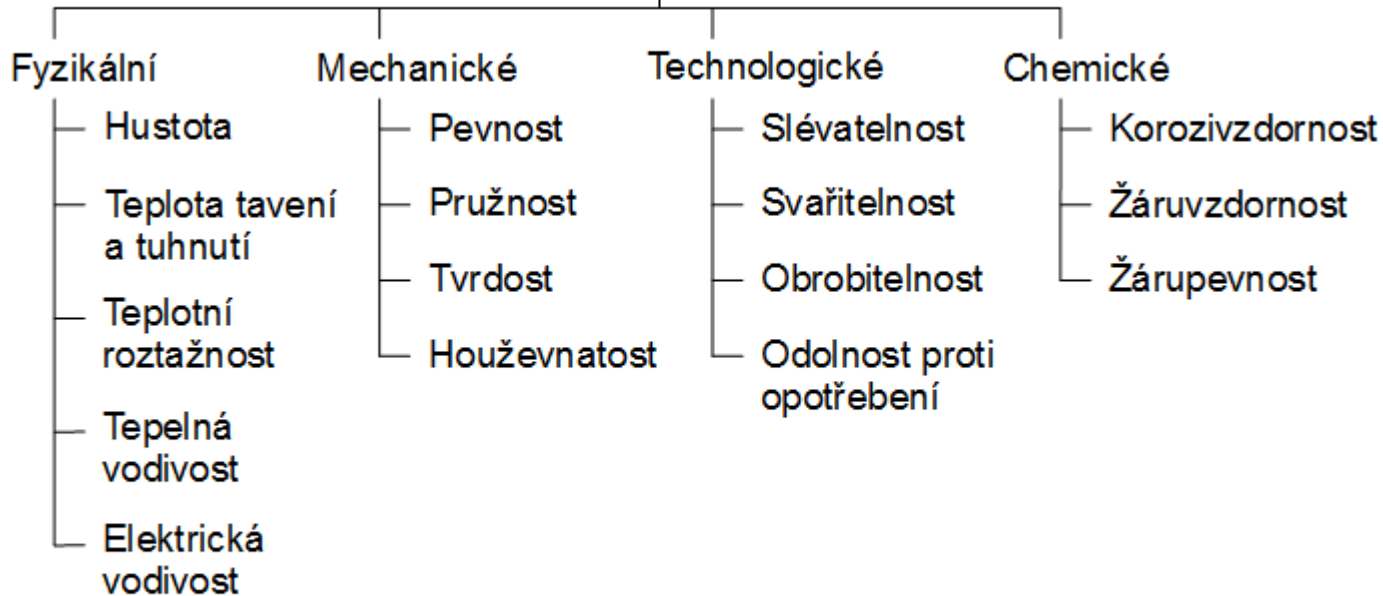 Fyzikální
Hustota
Teplota tavení
a tuhnutí
Teplotní
roztažnost
Tepelná
vodivost
Elektrická
vodivost
Mechanické
Pevnost
Pružnost
Tvrdost
Houževnatost
Technologické
Slévatelnost
Svařitelnost
Obrobitelnost
Odolnost proti
opotřebení
Chemické
Korozivzdornost
Žáruvzdornost
Žárupevnost